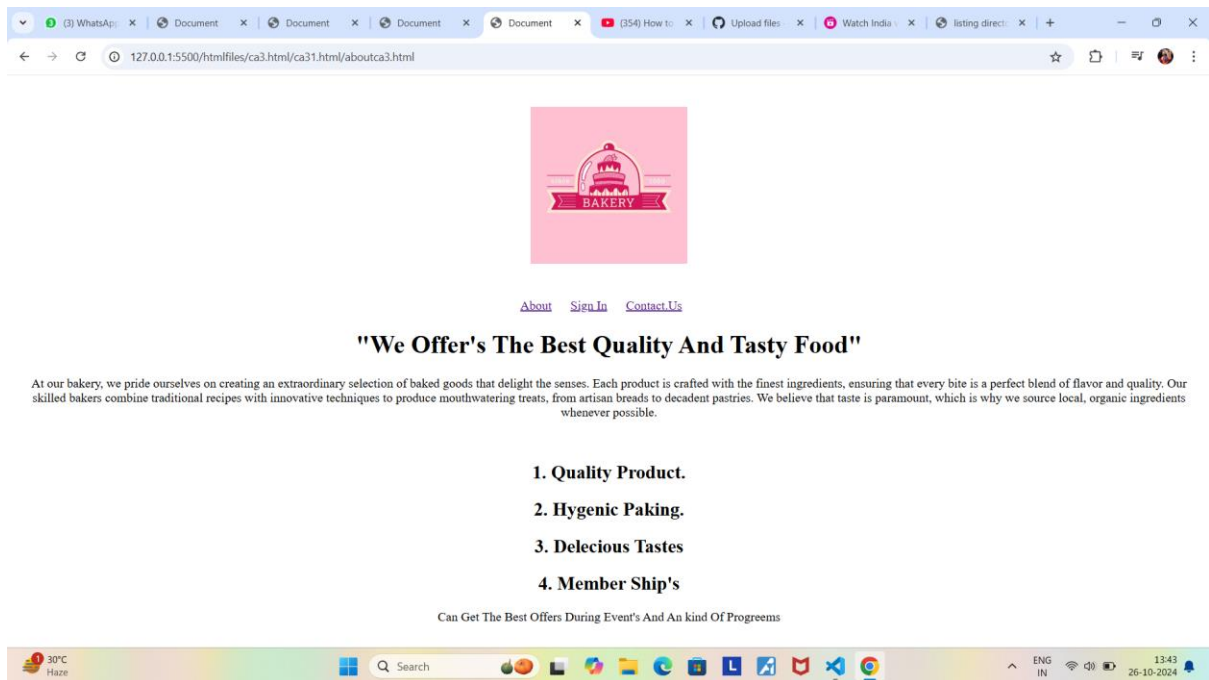 (3) WhatsAp
Document
Document
Document
Document
(354) How to
Upload files
Watch India v
listing direct
127.0.0.1:5500/htmlfiles/ca3.html/ca31.html/aboutca3.html
BAKERY
About Sign In Contact.Us
"We Offer's The Best Quality And Tasty Food"
At our bakery, we pride ourselves on creating an extraordinary selection of baked goods that delight the senses. Each product is crafted with the finest ingredients, ensuring that every bite is a perfect blend of flavor and quality. Our
skilled bakers combine traditional recipes with innovative techniques to produce mouthwatering treats, from artisan breads to decadent pastries. We believe that taste is paramount, which is why we source local, organic ingredients
whenever possible.
1. Quality Product.
2. Hygenic Paking.
3. Delecious Tastes
4. Member Ship's
Can Get The Best Offers During Event's And An kind Of Progreems
1
30°C
Haze
Search
L
ENG
IN
13:43
26-10-2024